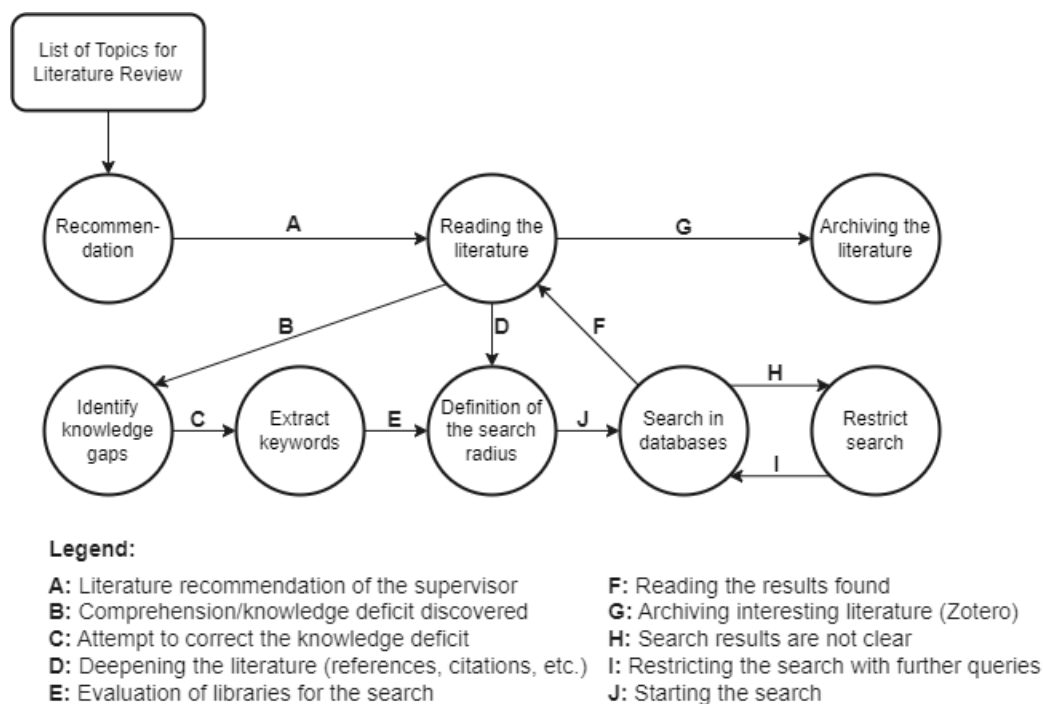 List of Topics for
Literature Review
Recommen-
dation
A
Reading the
literature
G
Archiving the
literature
B
D
F
Identify
knowledge
gaps
C
Extract
keywords
E
Definition of
the search
radius
J
Search in
databases
H
I
Restrict
search
Legend:
A: Literature recommendation of the supervisor
B: Comprehension/knowledge deficit discovered
C: Attempt to correct the knowledge deficit
D: Deepening the literature (references, citations, etc.)
E: Evaluation of libraries for the search
F: Reading the results found
G: Archiving interesting literature (Zotero)
H: Search results are not clear
I: Restricting the search with further queries
J: Starting the search